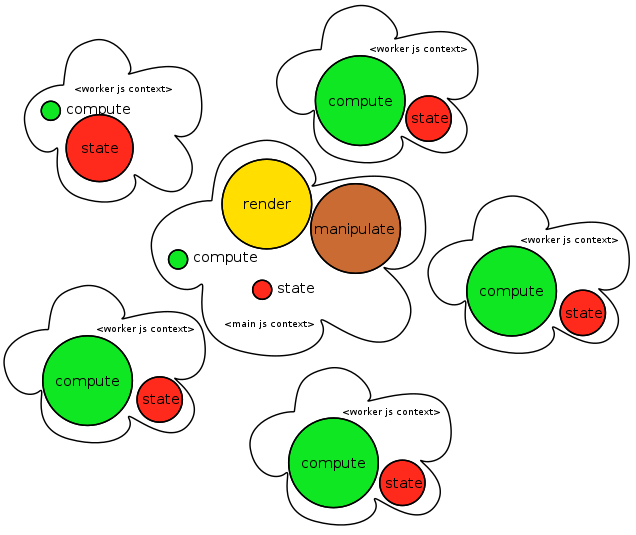 <worker js context>
compute
state
<worker js context>
compute
state
render
manipulate
compute
state
<main js context>
<worker js context>
compute
state
<worker js context>
compute
state
<worker js context>
compute
state